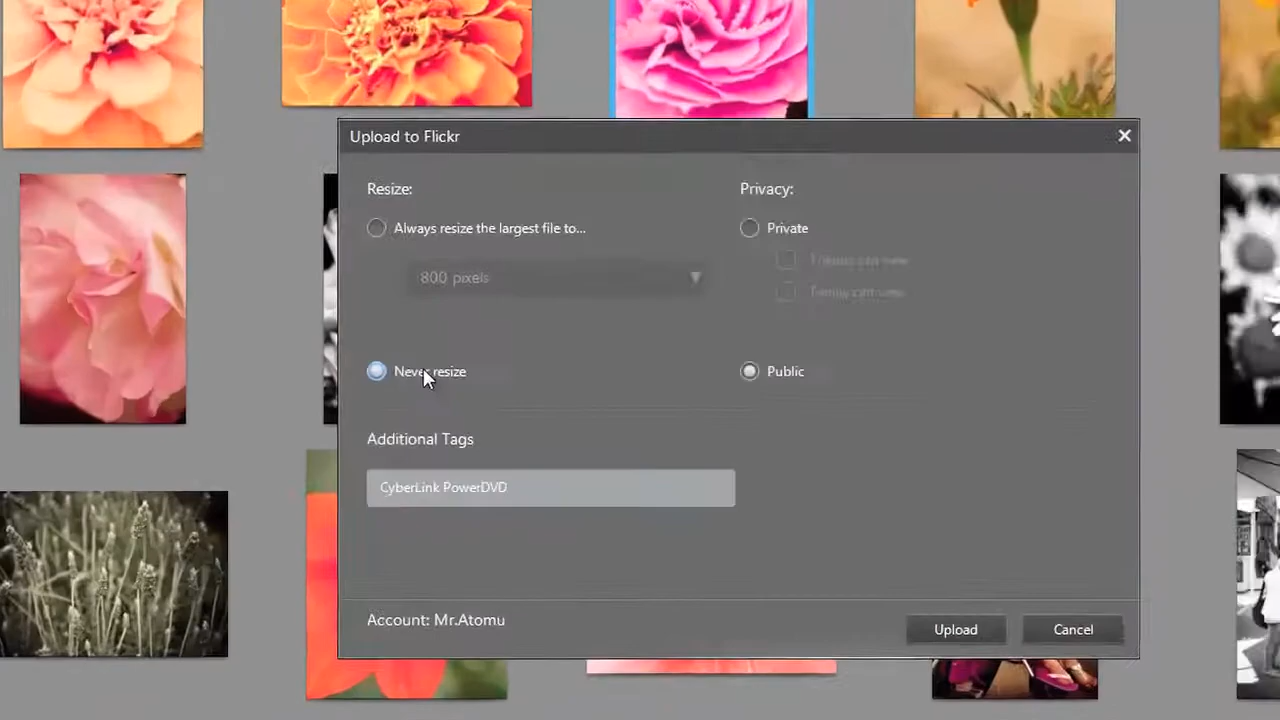 Upload to Flickr
Resize:
Always resize the largest file to...
800 pixels
Never resize
Privacy:
Private
Public
Additional Tags
CyberLink PowerDVD
Account: Mr.Atomu
Upload
Cancel